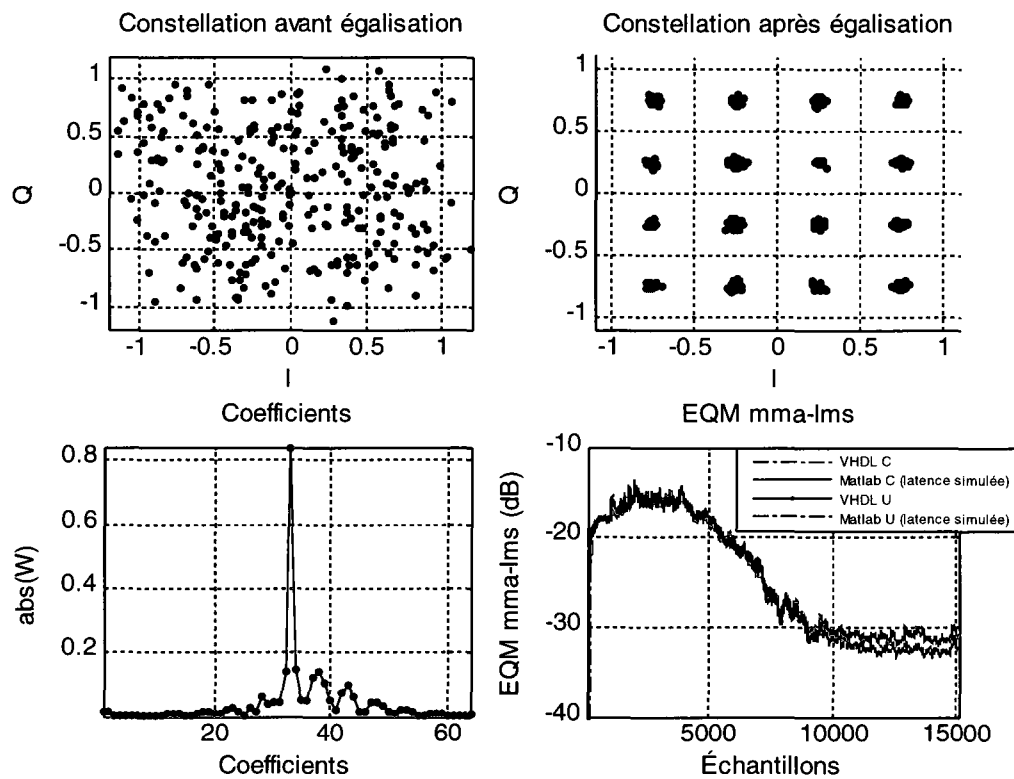 Constellation avant égalisation
1
0.5
0
-0.5
-1
Q
-1 -0.5 0 0.5 1
I
Constellation après égalisation
1
0.5
0
-0.5
-1
Q
-1 -0.5 0 0.5 1
I
Coefficients
0.8
0.6
0.4
0.2
abs(W)
20 40 60
Coefficients
EQM mma-lms
-10
-20
-30
-40
EQM mma-lms (dB)
VHDL C
Matlab C (latence simulée)
VHDL U
Matlab U (latence simulée)
5000 10000 15000
Échantillons